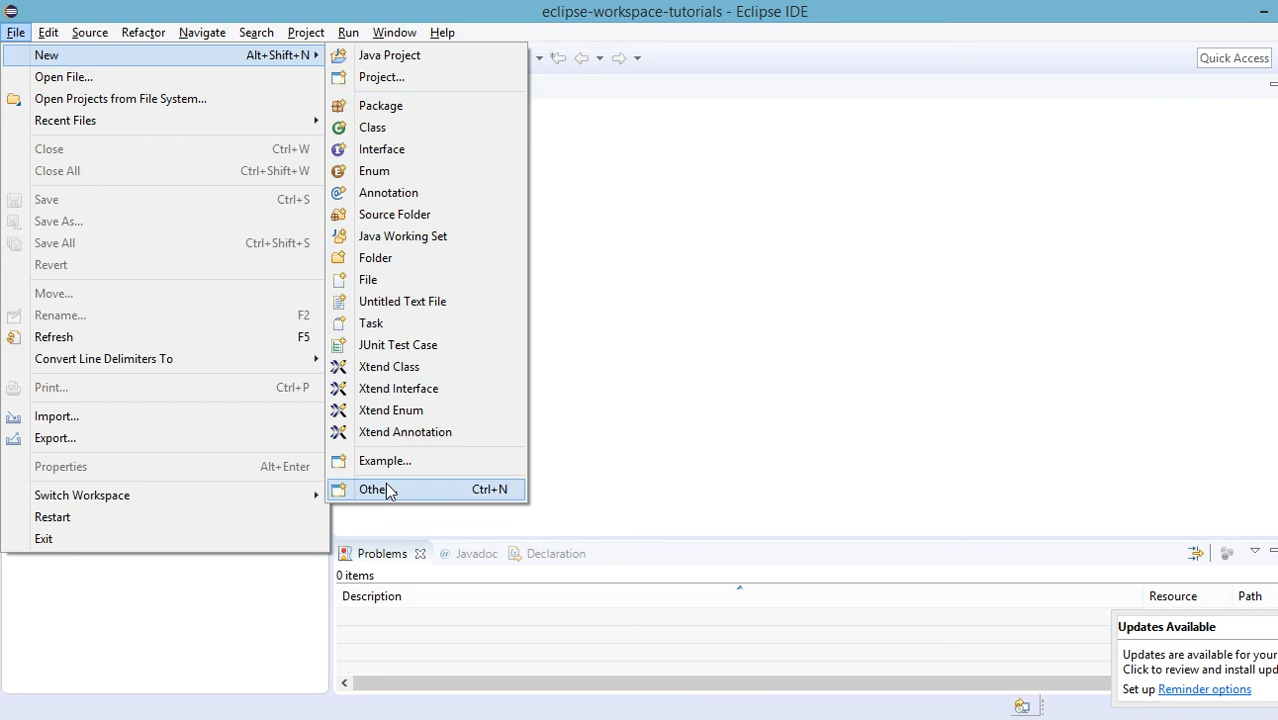 eclipse-workspace-tutorials - Eclipse IDE
File Edit Source Refactor Navigate Search Project Run Window Help
New Alt+Shift+N
Open File...
Open Projects from File System...
Recent Files
Close Ctrl+W
Close All Ctrl+Shift+W
Save Ctrl+S
Save As...
Save All Ctrl+Shift+S
Revert
Move...
Rename... F2
Refresh F5
Convert Line Delimiters To
Print... Ctrl+P
Import...
Export...
Properties Alt+Enter
Switch Workspace
Restart
Exit
Java Project
Project...
Package
Class
Interface
Enum
Annotation
Source Folder
Java Working Set
Folder
File
Untitled Text File
Task
JUnit Test Case
Xtend Class
Xtend Interface
Xtend Enum
Xtend Annotation
Example...
Othe Ctrl+N
Quick Access
Problems @ Javadoc Declaration
0 items
Description Resource Path
Updates Available
Updates are available for your
Click to review and install upd
Set up Reminder options